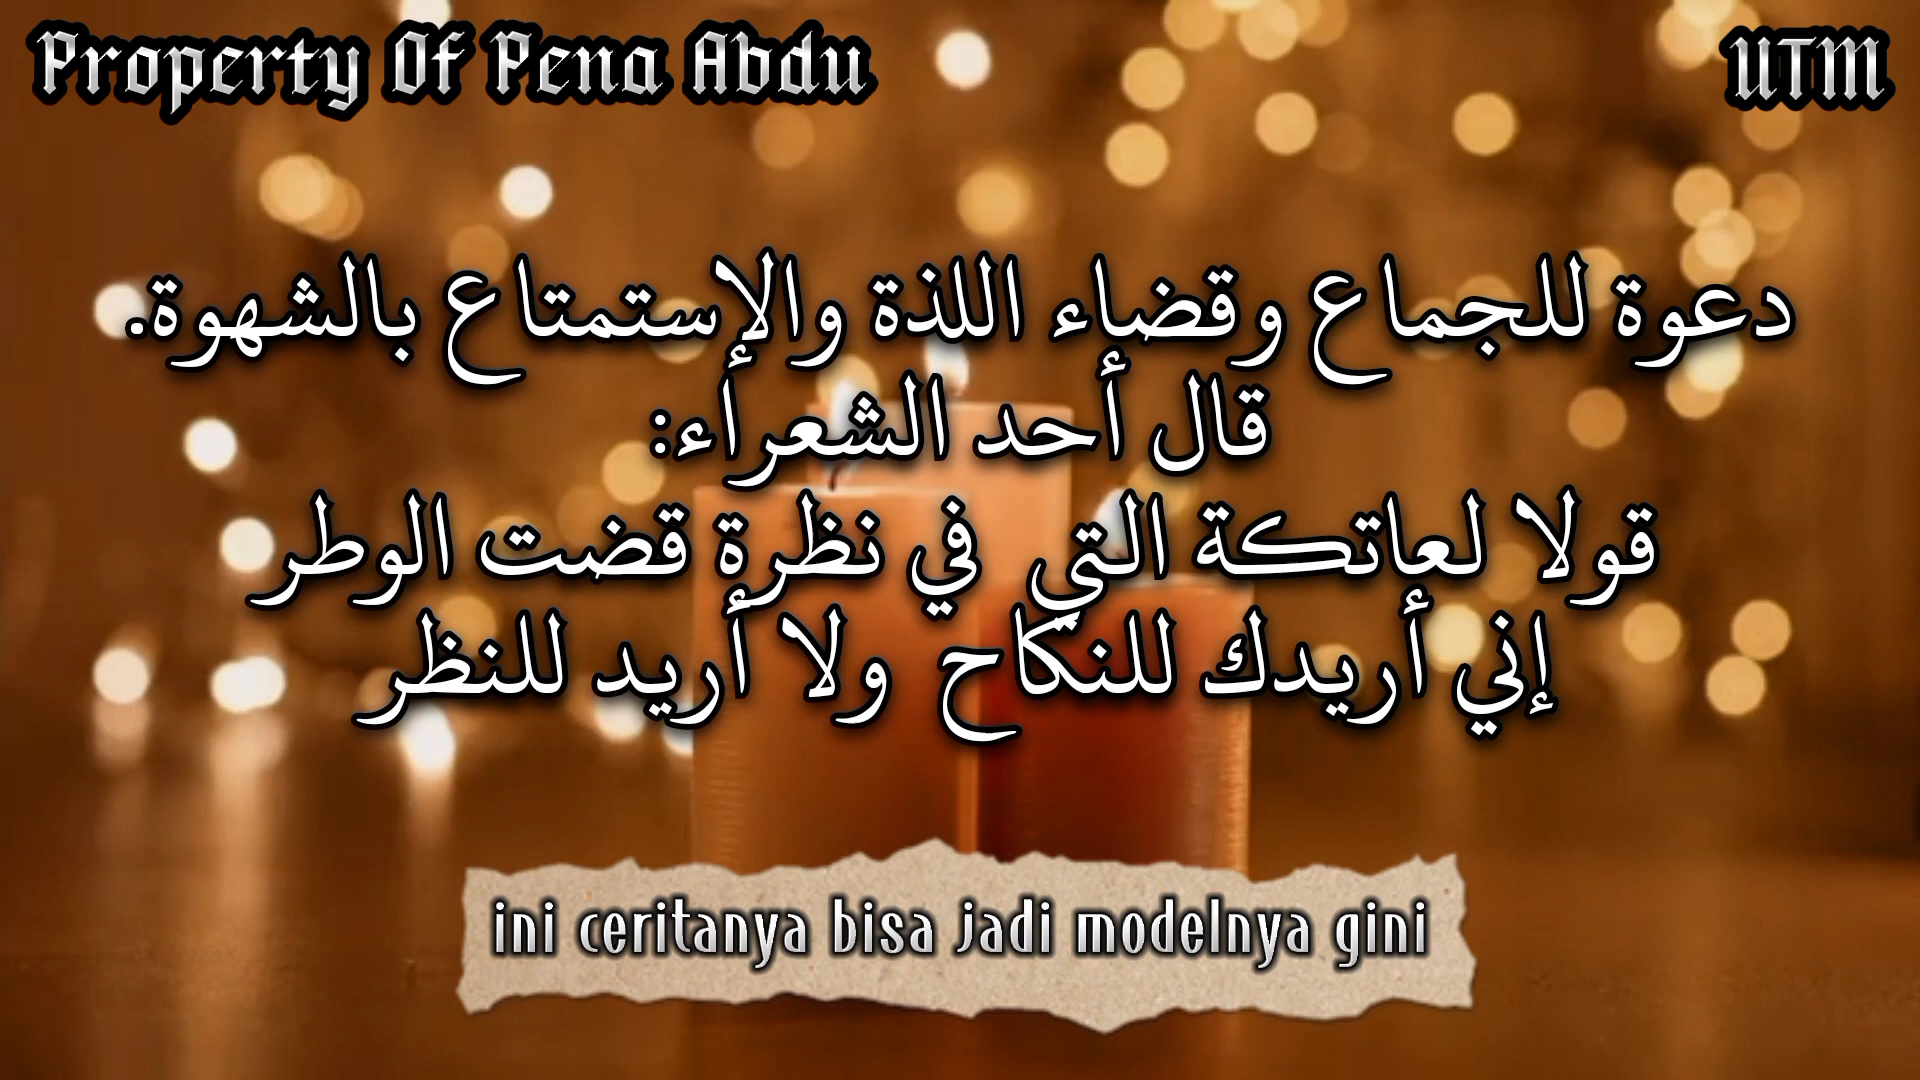 Property Of Pena Abdu
UTM
دعوة للجماع وقضاء اللذة والإستمتاع بالشهوة.
قال أحد الشعراء:
قولا لعاتكة التي في نظرة قضت الوطر
إني أريدك للنكاح ولا أريد للنظر
ini ceritanya bisa jadi modelnya gini